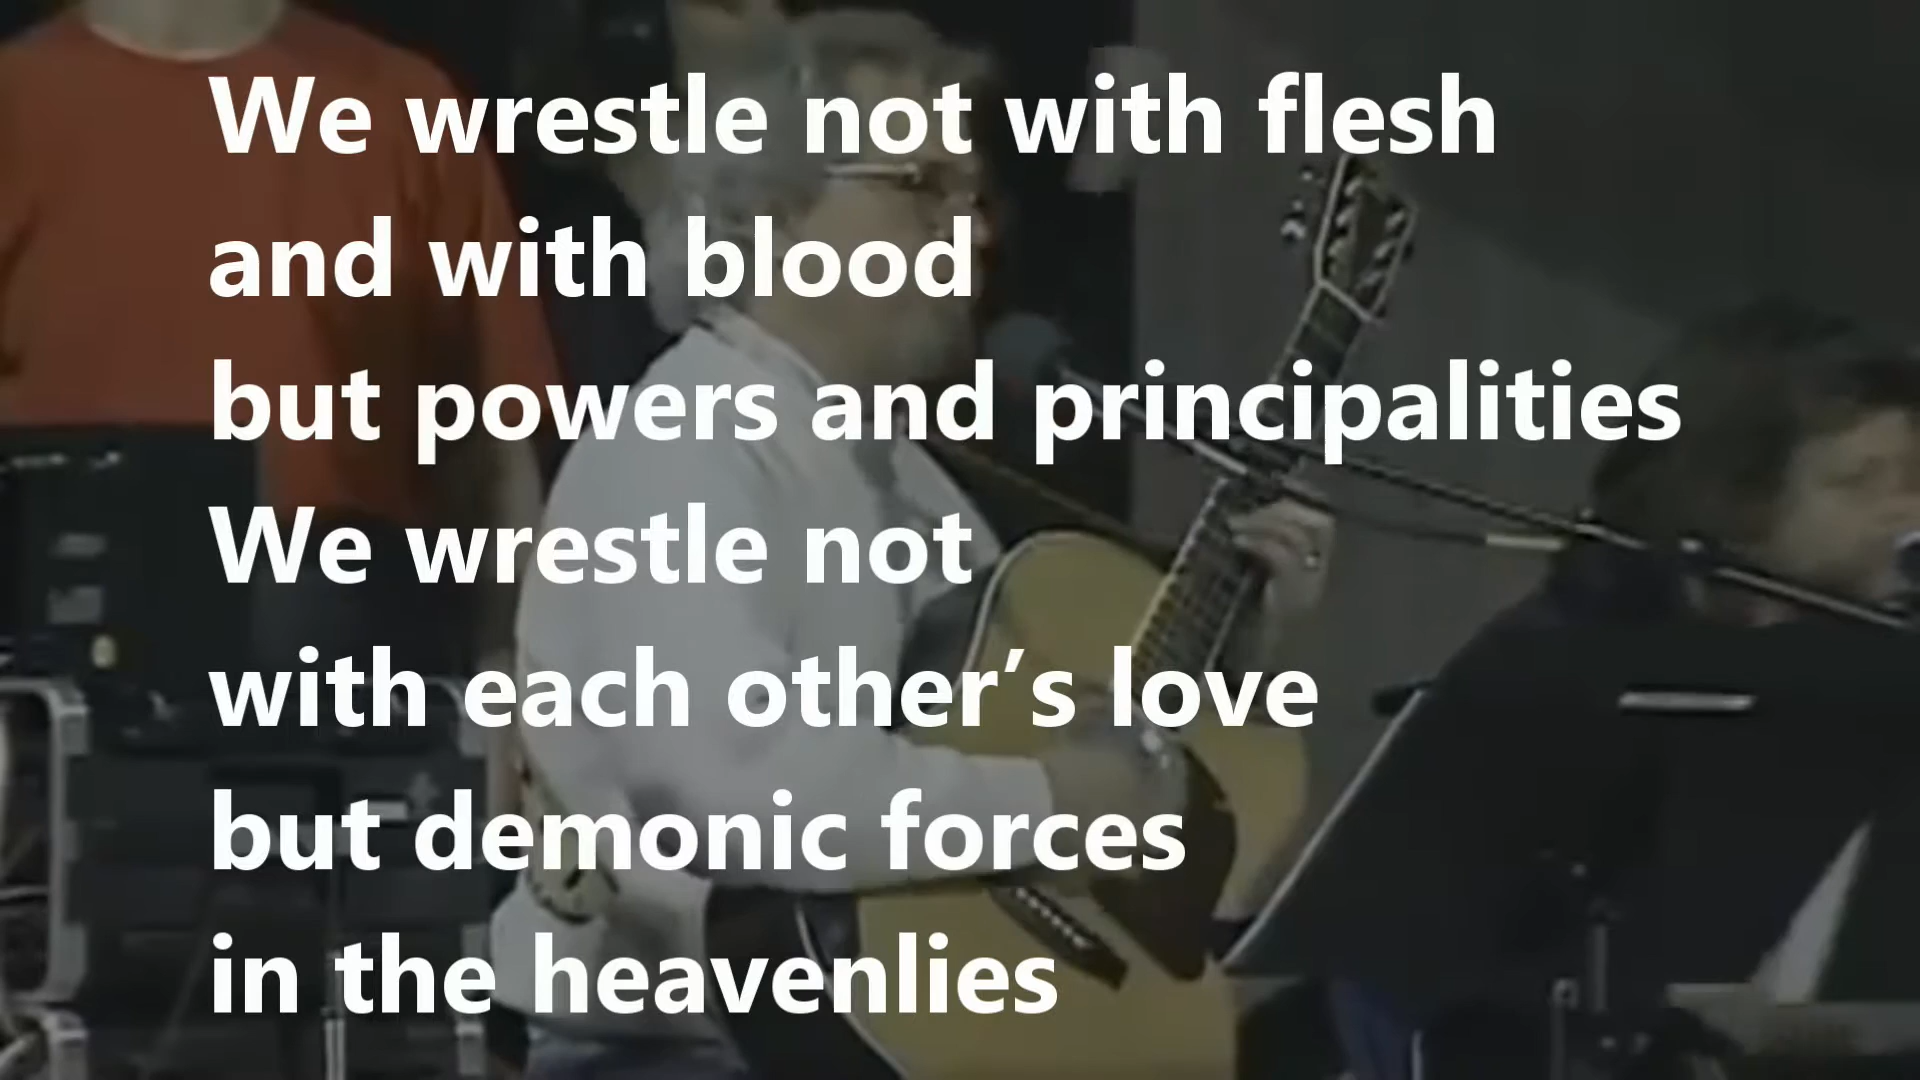 We wrestle not with flesh
and with blood
but powers and principalities
We wrestle not
with each other’s love
but demonic forces
in the heavenlies